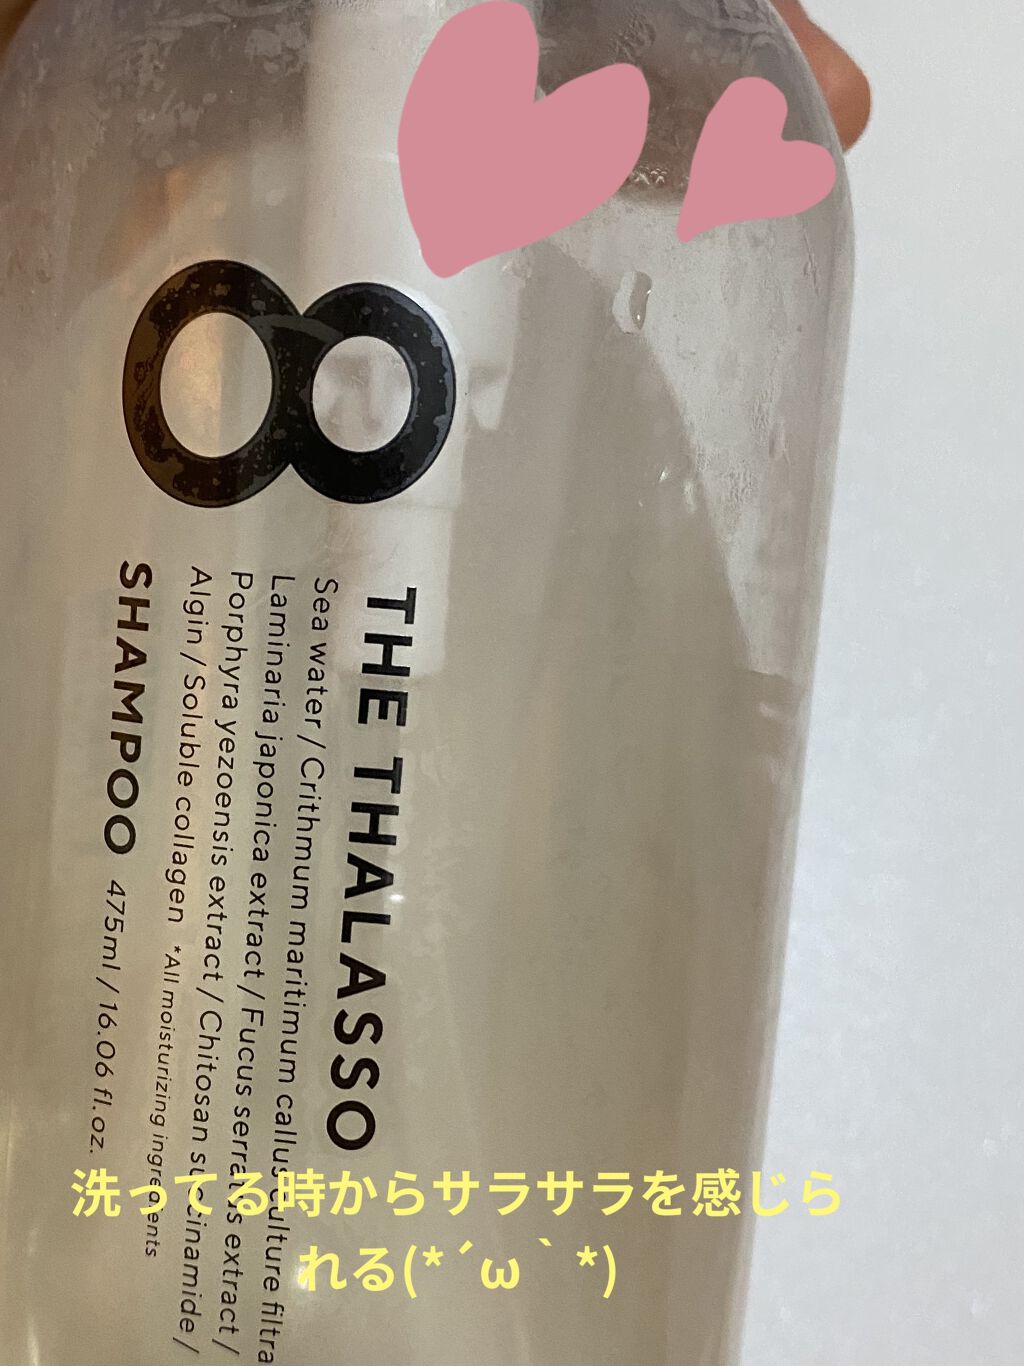 8
THE THALASSO
Sea water / Crithmum maritimum callus culture filtra
Laminaria japonica extract / Fucus serratus extract /
Porphyra yezoensis extract / Chitosan succinamide /
Algin / Soluble collagen *All moisturizing ingredients
SHAMPOO 475ml / 16.06 fl.oz.
洗ってる時からサラサラを感じら
れる(*´ω｀*)